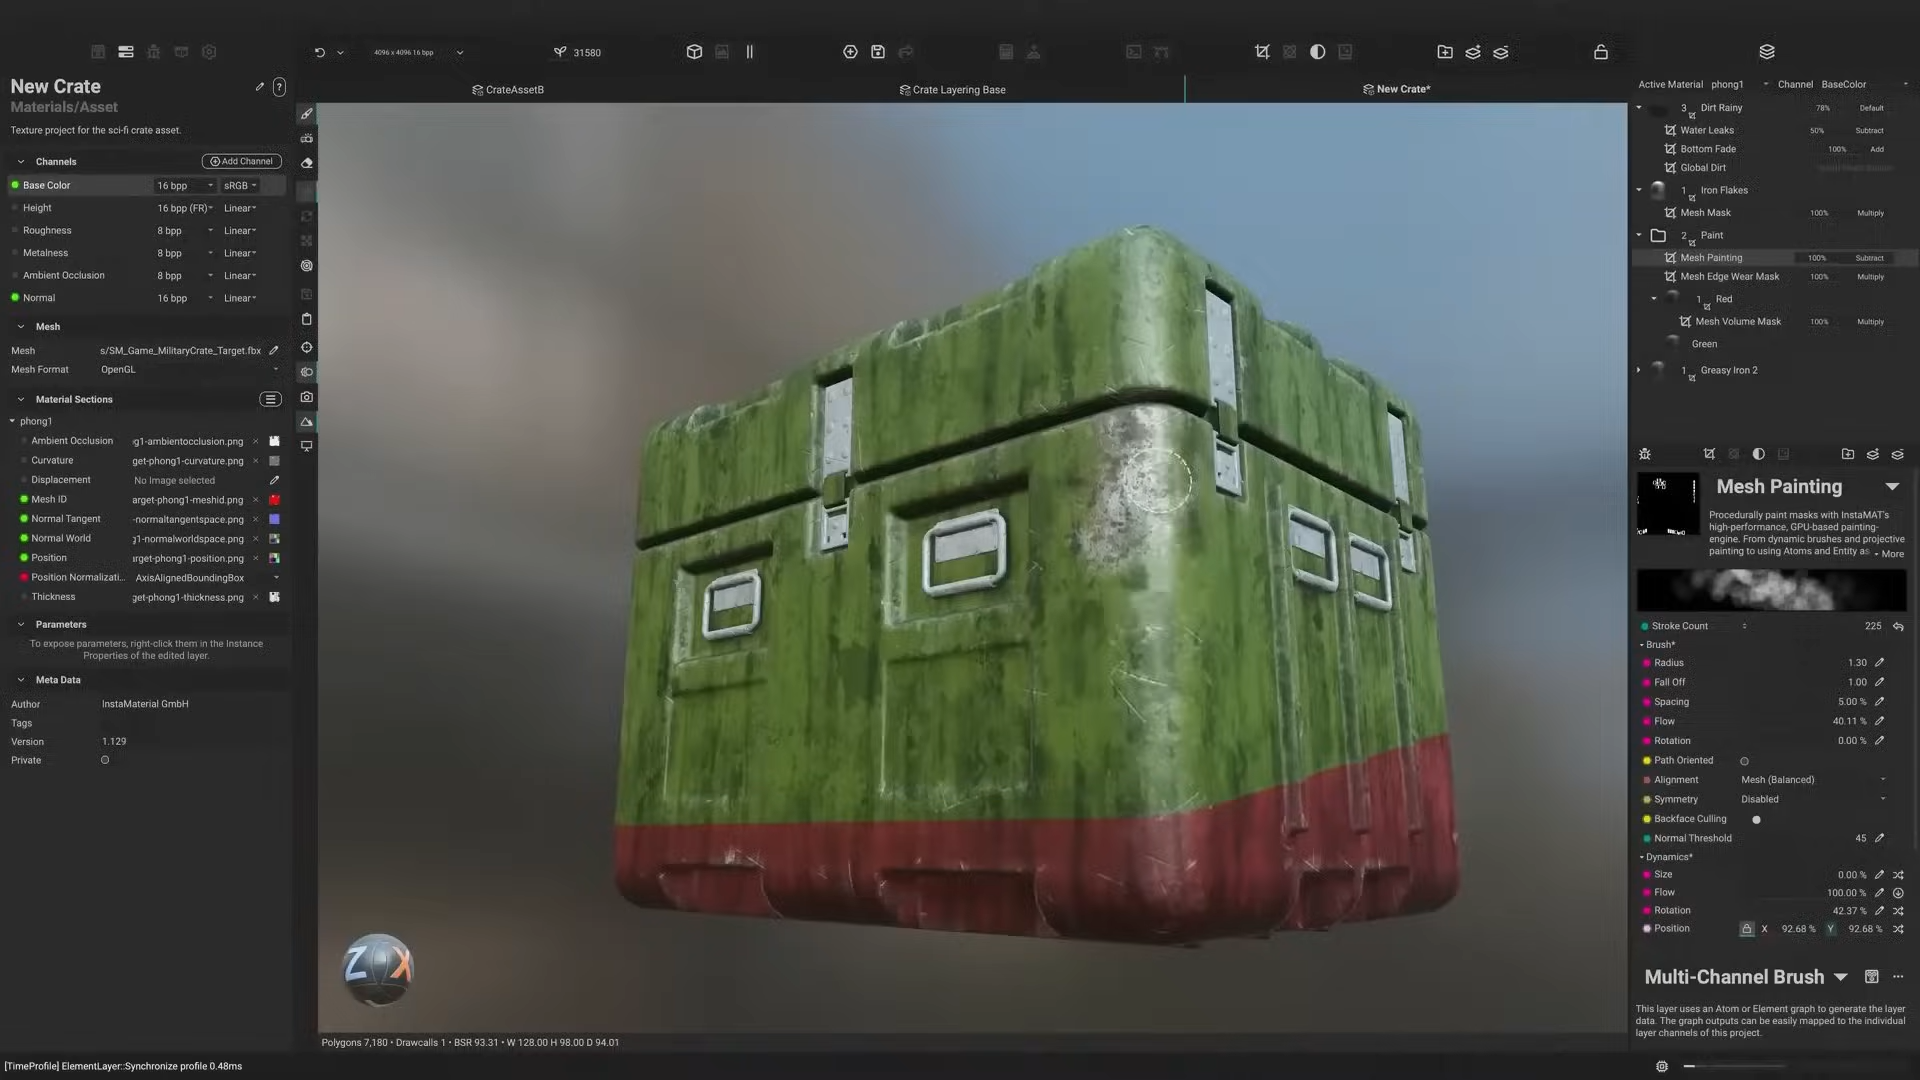 4096 x 4096 16 bpp
31580
New Crate
Materials/Asset
Texture project for the sci-fi crate asset.
Channels
Add Channel
Base Color 16 bpp sRGB
Height 16 bpp (FR) Linear
Roughness 8 bpp Linear
Metalness 8 bpp Linear
Ambient Occlusion 8 bpp Linear
Normal 16 bpp Linear
Mesh
Mesh s/SM_Game_MilitaryCrate_Target.fbx
Mesh Format OpenGL
Material Sections
phong1
Ambient Occlusion g1-ambientocclusion.png
Curvature get-phong1-curvature.png
Displacement No Image selected
Mesh ID arget-phong1-meshid.png
Normal Tangent -normaltangentspace.png
Normal World g1-normalworldspace.png
Position arget-phong1-position.png
Position Normalizati... AxisAlignedBoundingBox
Thickness get-phong1-thickness.png
Parameters
To expose parameters, right-click them in the Instance
Properties of the edited layer.
Meta Data
Author InstaMaterial GmbH
Tags
Version 1.129
Private
CrateAssetB
Crate Layering Base
New Crate*
Z X
Polygons 7,180 • Drawcalls 1 • BSR 93.31 • W 128.00 H 98.00 D 94.01
[TimeProfile] ElementLayer::Synchronize profile 0.48ms
Active Material phong1 Channel BaseColor
3 Dirt Rainy 78% Default
Water Leaks 50% Subtract
Bottom Fade 100% Add
Global Dirt
1 Iron Flakes
Mesh Mask 100% Multiply
2 Paint
Mesh Painting 100% Subtract
Mesh Edge Wear Mask 100% Multiply
1 Red
Mesh Volume Mask 100% Multiply
Green
1 Greasy Iron 2
Mesh Painting
Procedurally paint masks with InstaMAT's
high-performance, GPU-based painting-
engine. From dynamic brushes and projective
painting to using Atoms and Entity as More
Stroke Count 225
Brush*
Radius 1.30
Fall Off 1.00
Spacing 5.00 %
Flow 40.11 %
Rotation 0.00 %
Path Oriented
Alignment Mesh (Balanced)
Symmetry Disabled
Backface Culling
Normal Threshold 45
Dynamics*
Size 0.00 %
Flow 100.00 %
Rotation 42.37 %
Position X 92.68 % Y 92.68 %
Multi-Channel Brush
This layer uses an Atom or Element graph to generate the layer
data. The graph outputs can be easily mapped to the individual
layer channels of this project.